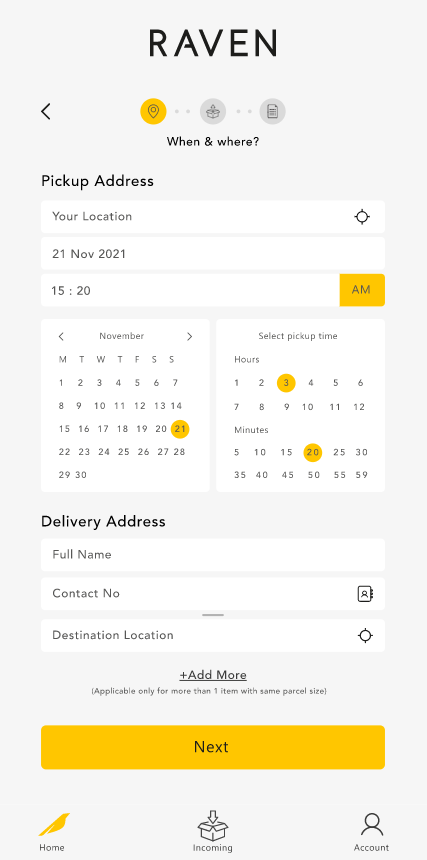 RAVEN
When & where?
Pickup Address
Your Location
21 Nov 2021
15 : 20
AM
November
M T W T F S S
1 2 3 4 5 6 7
8 9 10 11 12 13 14
15 16 17 18 19 20 21
22 23 24 25 26 27 28
29 30
Select pickup time
Hours
1 2 3 4 5 6
7 8 9 10 11 12
Minutes
5 10 15 20 25 30
35 40 45 50 55 59
Delivery Address
Full Name
Contact No
Destination Location
+Add More
(Applicable only for more than 1 item with same parcel size)
Next
Home
Incoming
Account